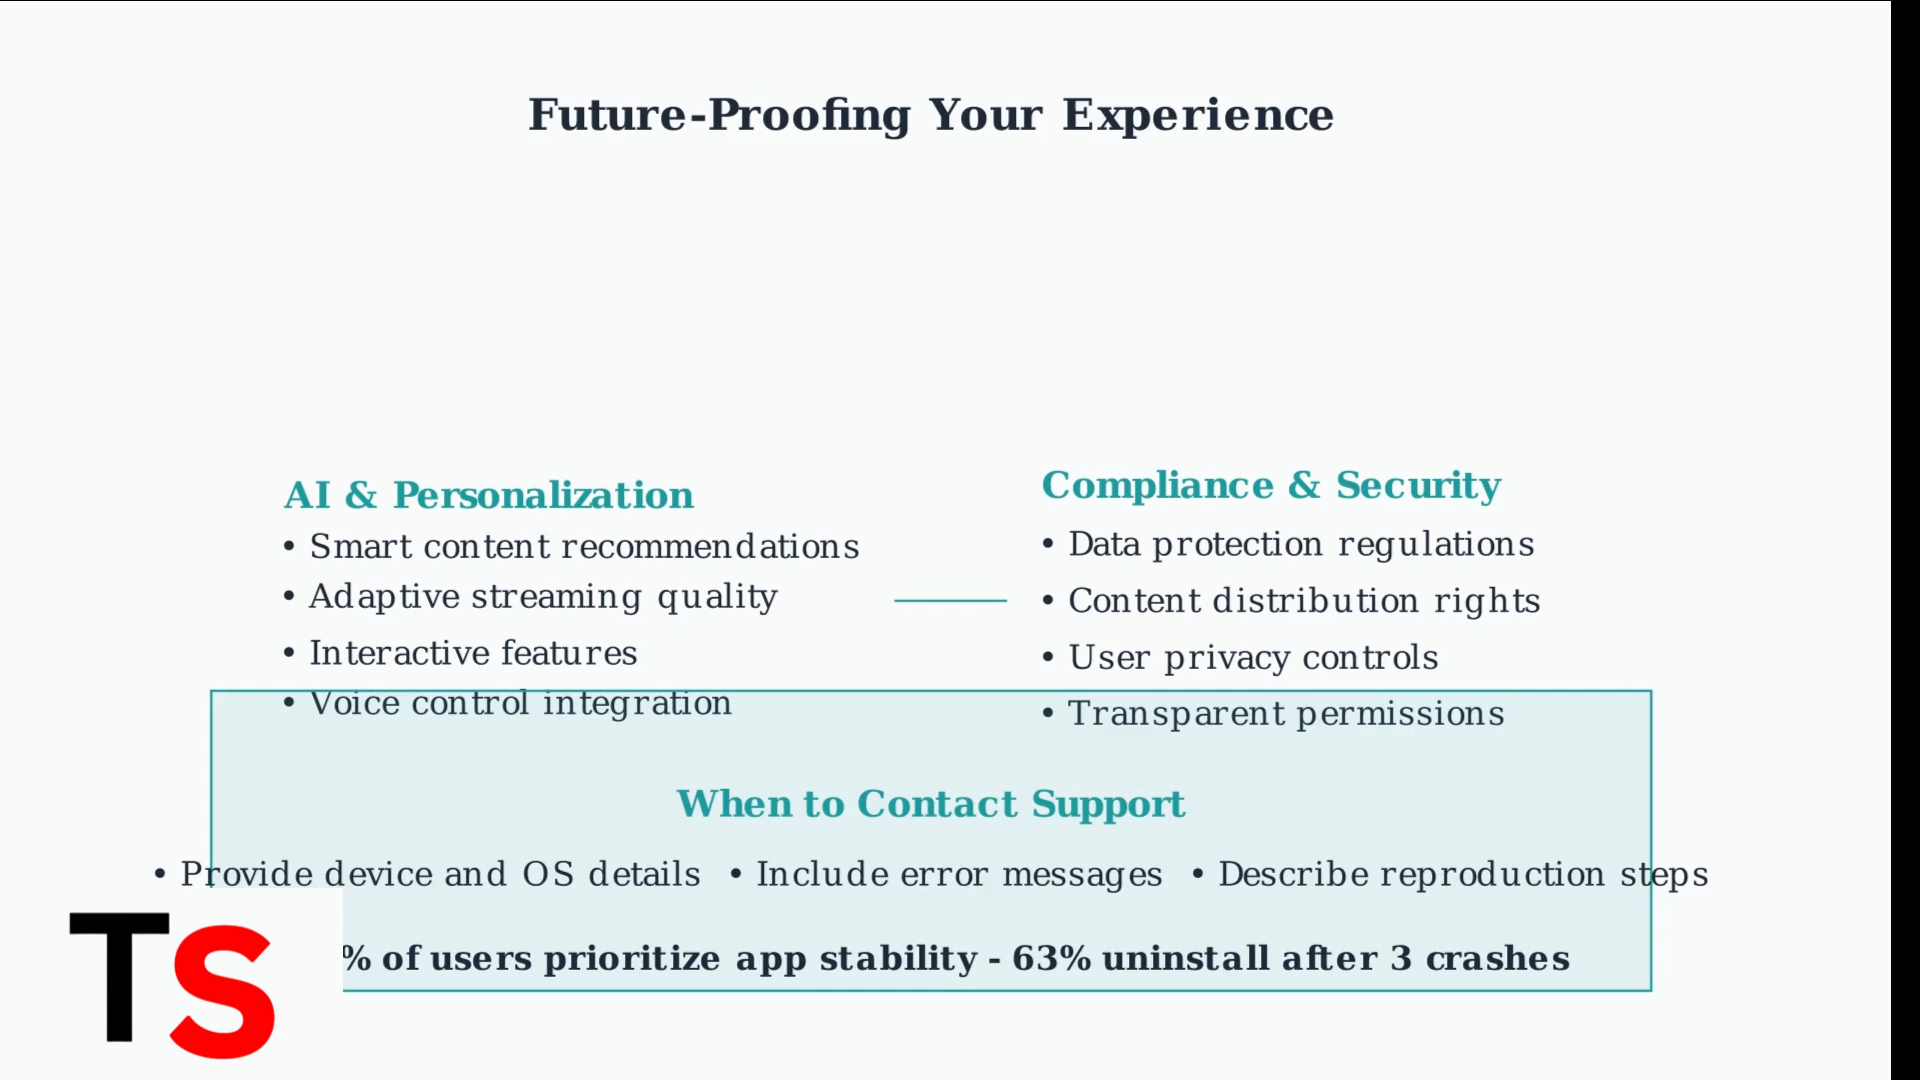 Future-Proofing Your Experience
AI & Personalization
• Smart content recommendations
• Adaptive streaming quality
• Interactive features
• Voice control integration
Compliance & Security
• Data protection regulations
• Content distribution rights
• User privacy controls
• Transparent permissions
When to Contact Support
• Provide device and OS details • Include error messages • Describe reproduction steps
% of users prioritize app stability - 63% uninstall after 3 crashes
TS